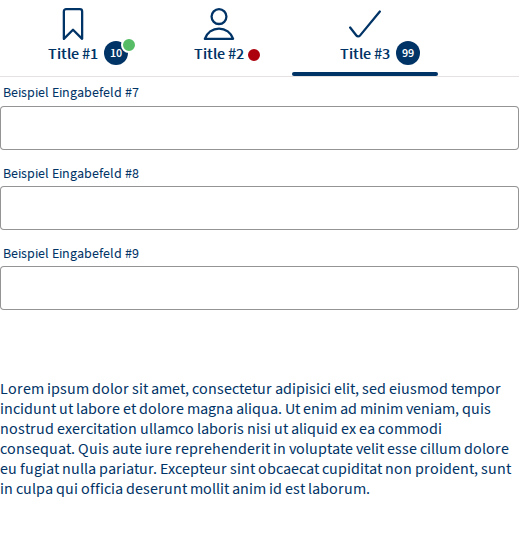 Title #1 10 Title #2 Title #3 99
Beispiel Eingabefeld #7
Beispiel Eingabefeld #8
Beispiel Eingabefeld #9
Lorem ipsum dolor sit amet, consectetur adipisici elit, sed eiusmod tempor
incidunt ut labore et dolore magna aliqua. Ut enim ad minim veniam, quis
nostrud exercitation ullamco laboris nisi ut aliquid ex ea commodi
consequat. Quis aute iure reprehenderit in voluptate velit esse cillum dolore
eu fugiat nulla pariatur. Excepteur sint obcaecat cupiditat non proident, sunt
in culpa qui officia deserunt mollit anim id est laborum.